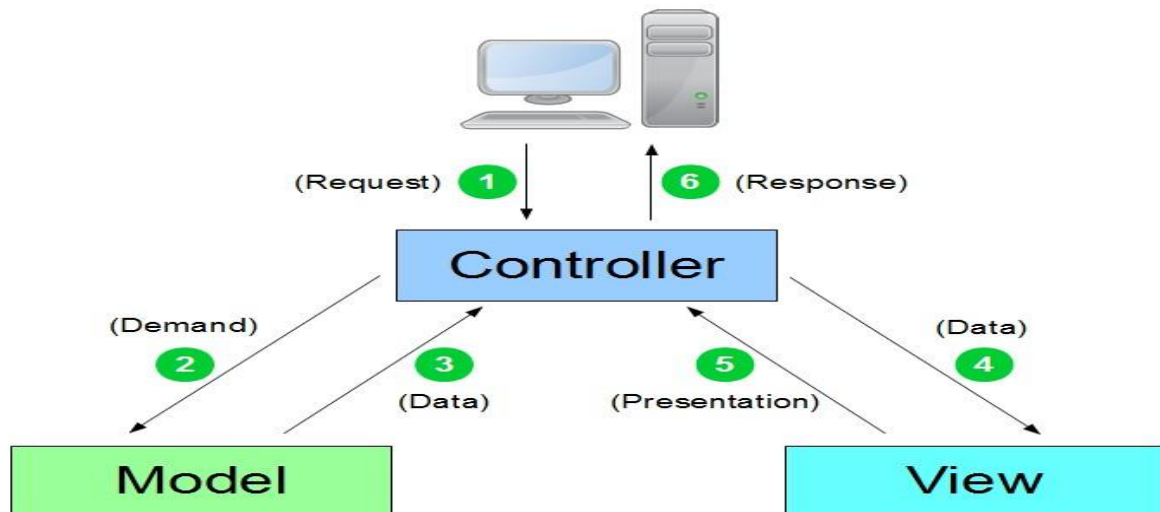 (Request) 1
6 (Response)
Controller
(Demand)
2
3
(Data)
5
(Presentation)
(Data)
4
Model
View